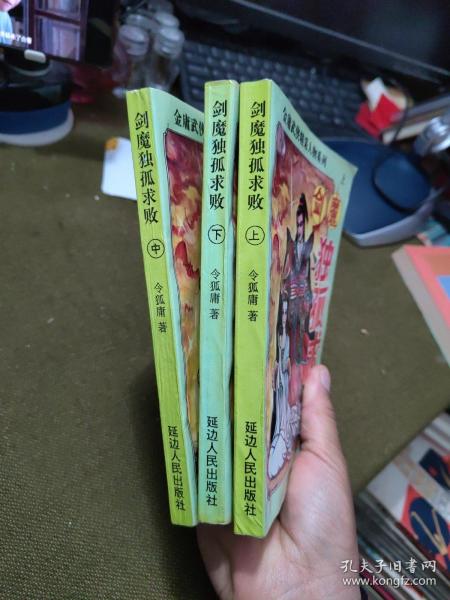 剑魔独孤求败
中
令狐庸 著
延边人民出版社
剑魔独孤求败
下
令狐庸 著
延边人民出版社
剑魔独孤求败
上
令狐庸 著
延边人民出版社
上
剑魔
孔夫子旧书网
www.kongfz.com